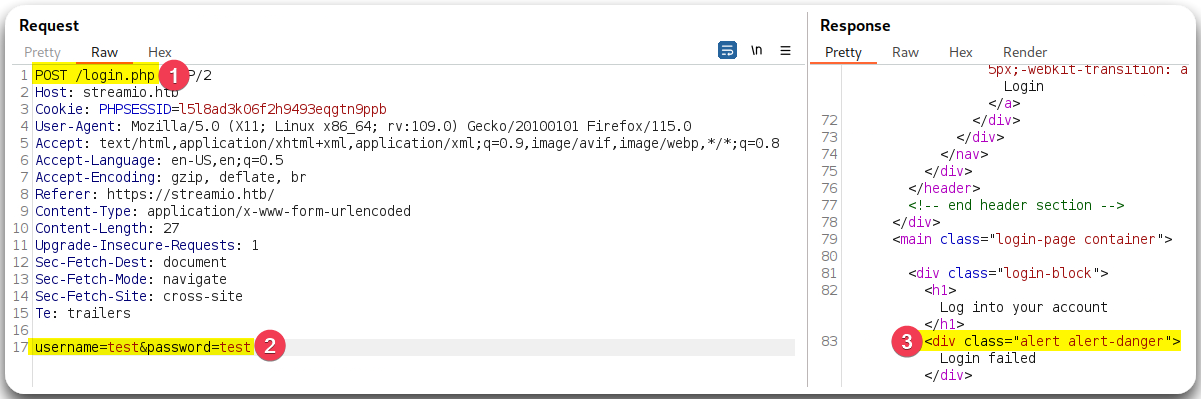 Request
Pretty Raw Hex
\n
1 POST /login.php 1 P/2
2 Host: streamio.htb
3 Cookie: PHPSESSID=l5l8ad3k06f2h9493eqgtn9ppb
4 User-Agent: Mozilla/5.0 (X11; Linux x86_64; rv:109.0) Gecko/20100101 Firefox/115.0
5 Accept: text/html,application/xhtml+xml,application/xml;q=0.9,image/avif,image/webp,*/*;q=0.8
6 Accept-Language: en-US,en;q=0.5
7 Accept-Encoding: gzip, deflate, br
8 Referer: https://streamio.htb/
9 Content-Type: application/x-www-form-urlencoded
10 Content-Length: 27
11 Upgrade-Insecure-Requests: 1
12 Sec-Fetch-Dest: document
13 Sec-Fetch-Mode: navigate
14 Sec-Fetch-Site: cross-site
15 Te: trailers
16
17 username=test&password=test 2
Response
Pretty Raw Hex Render
5px;-webkit-transition: a
Login
</a>
72 </div>
73 </div>
74 </nav>
75 </div>
76 </header>
77 <!-- end header section -->
78 </div>
79 <main class="login-page container">
80
81 <div class="login-block">
82 <h1>
Log into your account
</h1>
83 3 <div class="alert alert-danger">
Login failed
</div>